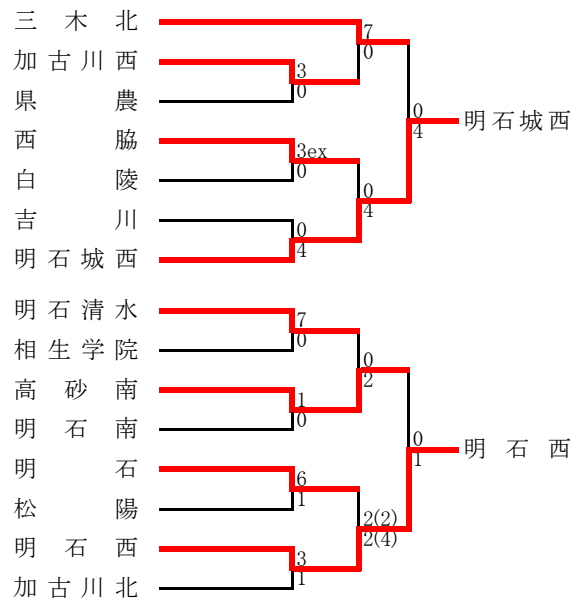 三木北
7
0
加古川西
3
0
県農
0
4
明石城西
西脇
3ex
0
白陵
0
4
吉川
0
4
明石城西
明石清水
7
0
相生学院
0
2
高砂南
1
0
明石南
0
1
明石西
明石
6
1
松陽
2(2)
2(4)
明石西
3
1
加古川北